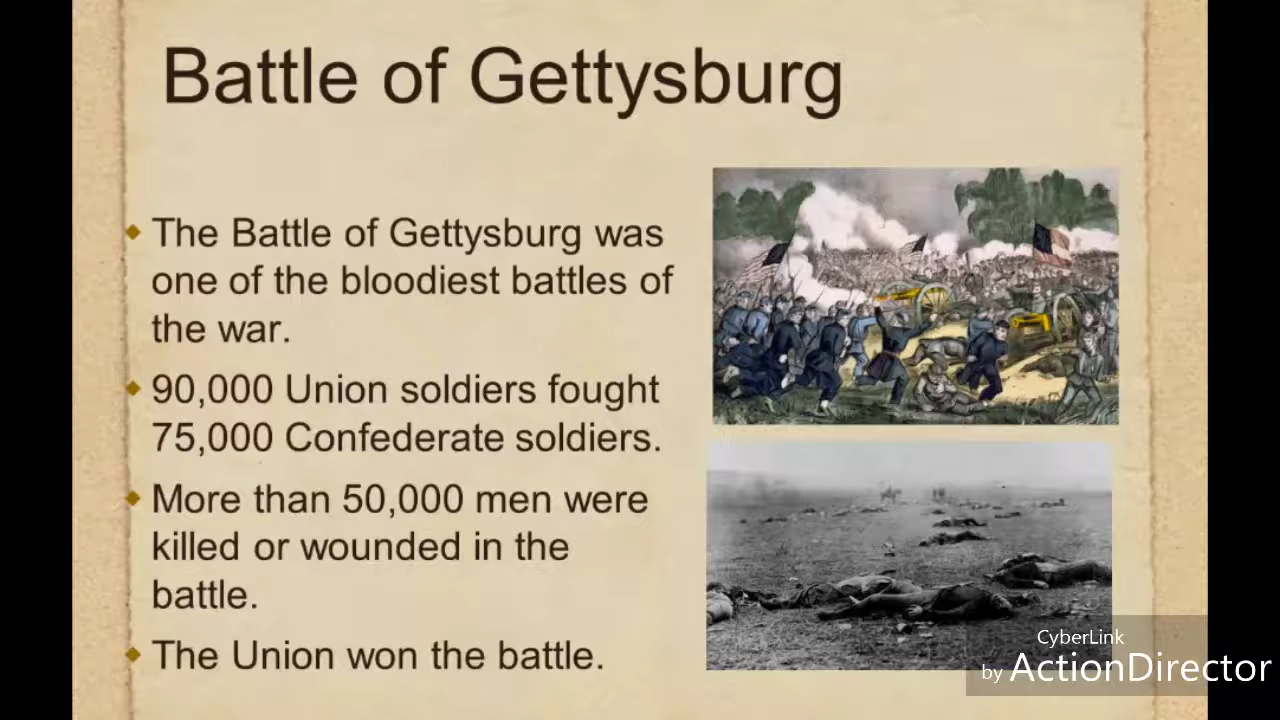 Battle of Gettysburg
The Battle of Gettysburg was
one of the bloodiest battles of
the war.
90,000 Union soldiers fought
75,000 Confederate soldiers.
More than 50,000 men were
killed or wounded in the
battle.
The Union won the battle.
CyberLink
by ActionDirector